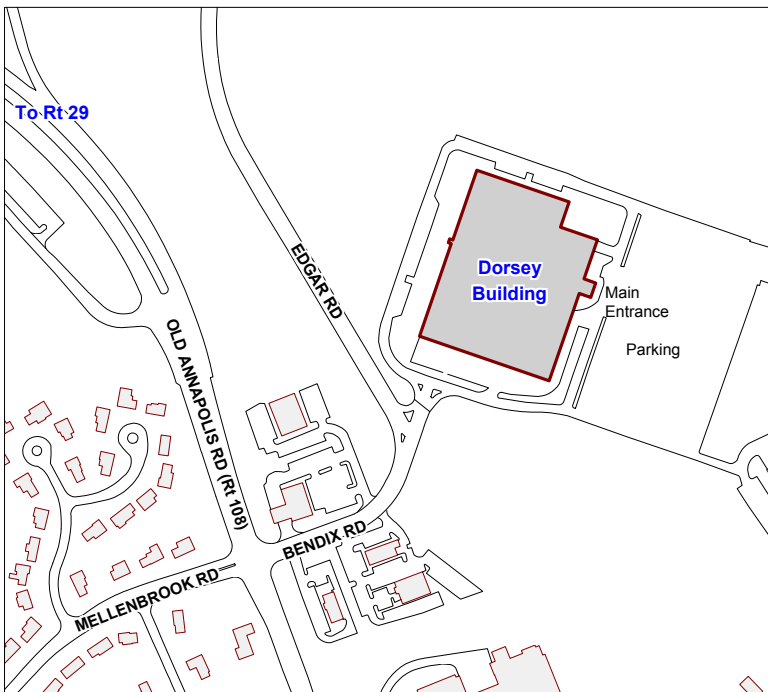 To Rt 29
EDGAR RD
Dorsey
Building
Main
Entrance
Parking
OLD ANNAPOLIS RD (Rt 108)
BENDIX RD
MELLENBROOK RD